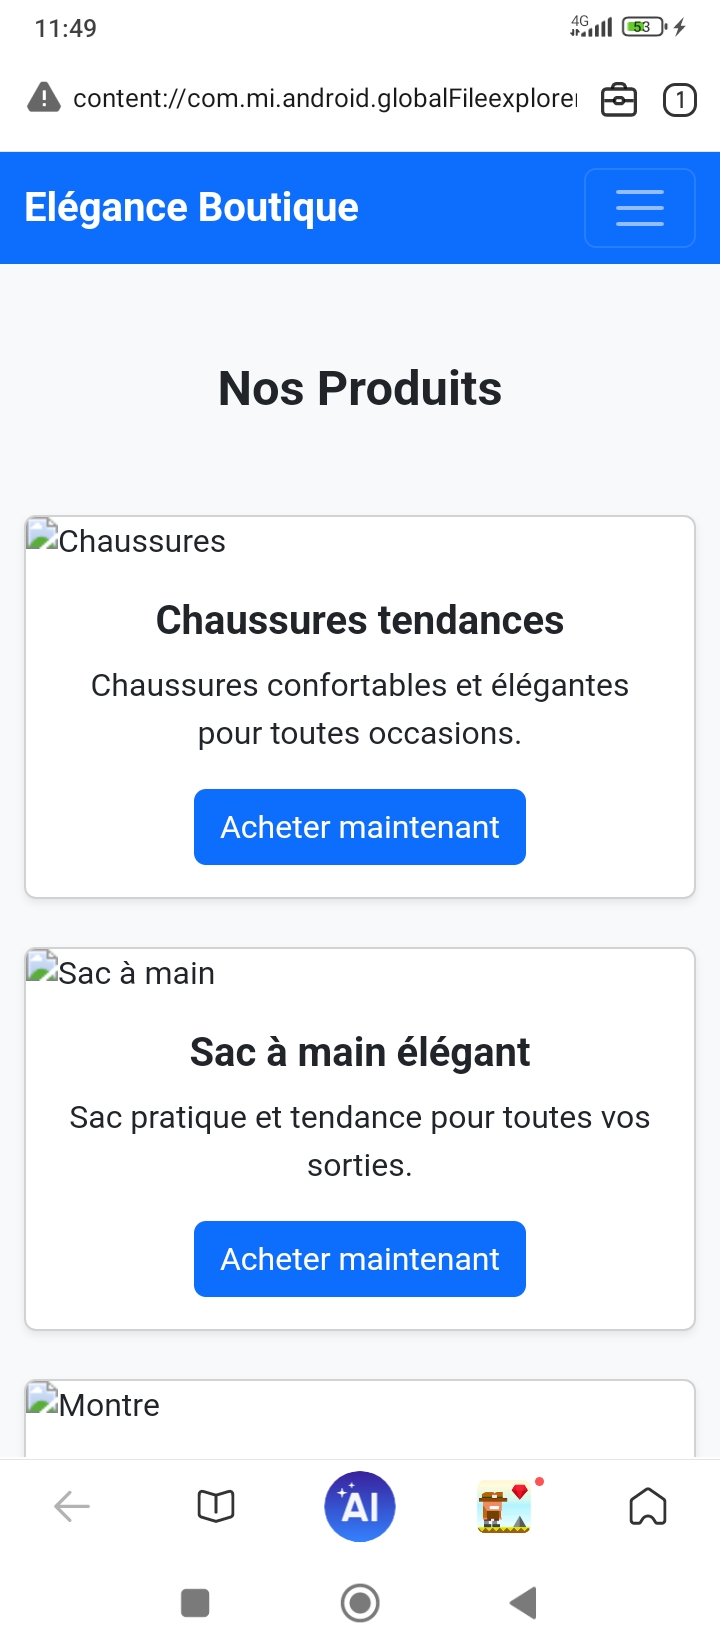 11:49
4G
53
content://com.mi.android.globalFileexplorer
1
Elégance Boutique
Nos Produits
Chaussures
Chaussures tendances
Chaussures confortables et élégantes
pour toutes occasions.
Acheter maintenant
Sac à main
Sac à main élégant
Sac pratique et tendance pour toutes vos
sorties.
Acheter maintenant
Montre
AI